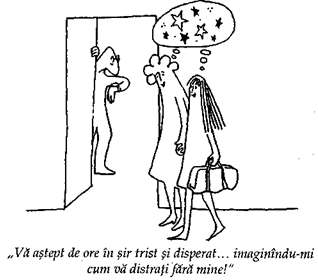 „Vă aştept de ore în şir trist şi disperat... imaginîndu-mi
cum vă distraţi fără mine!"